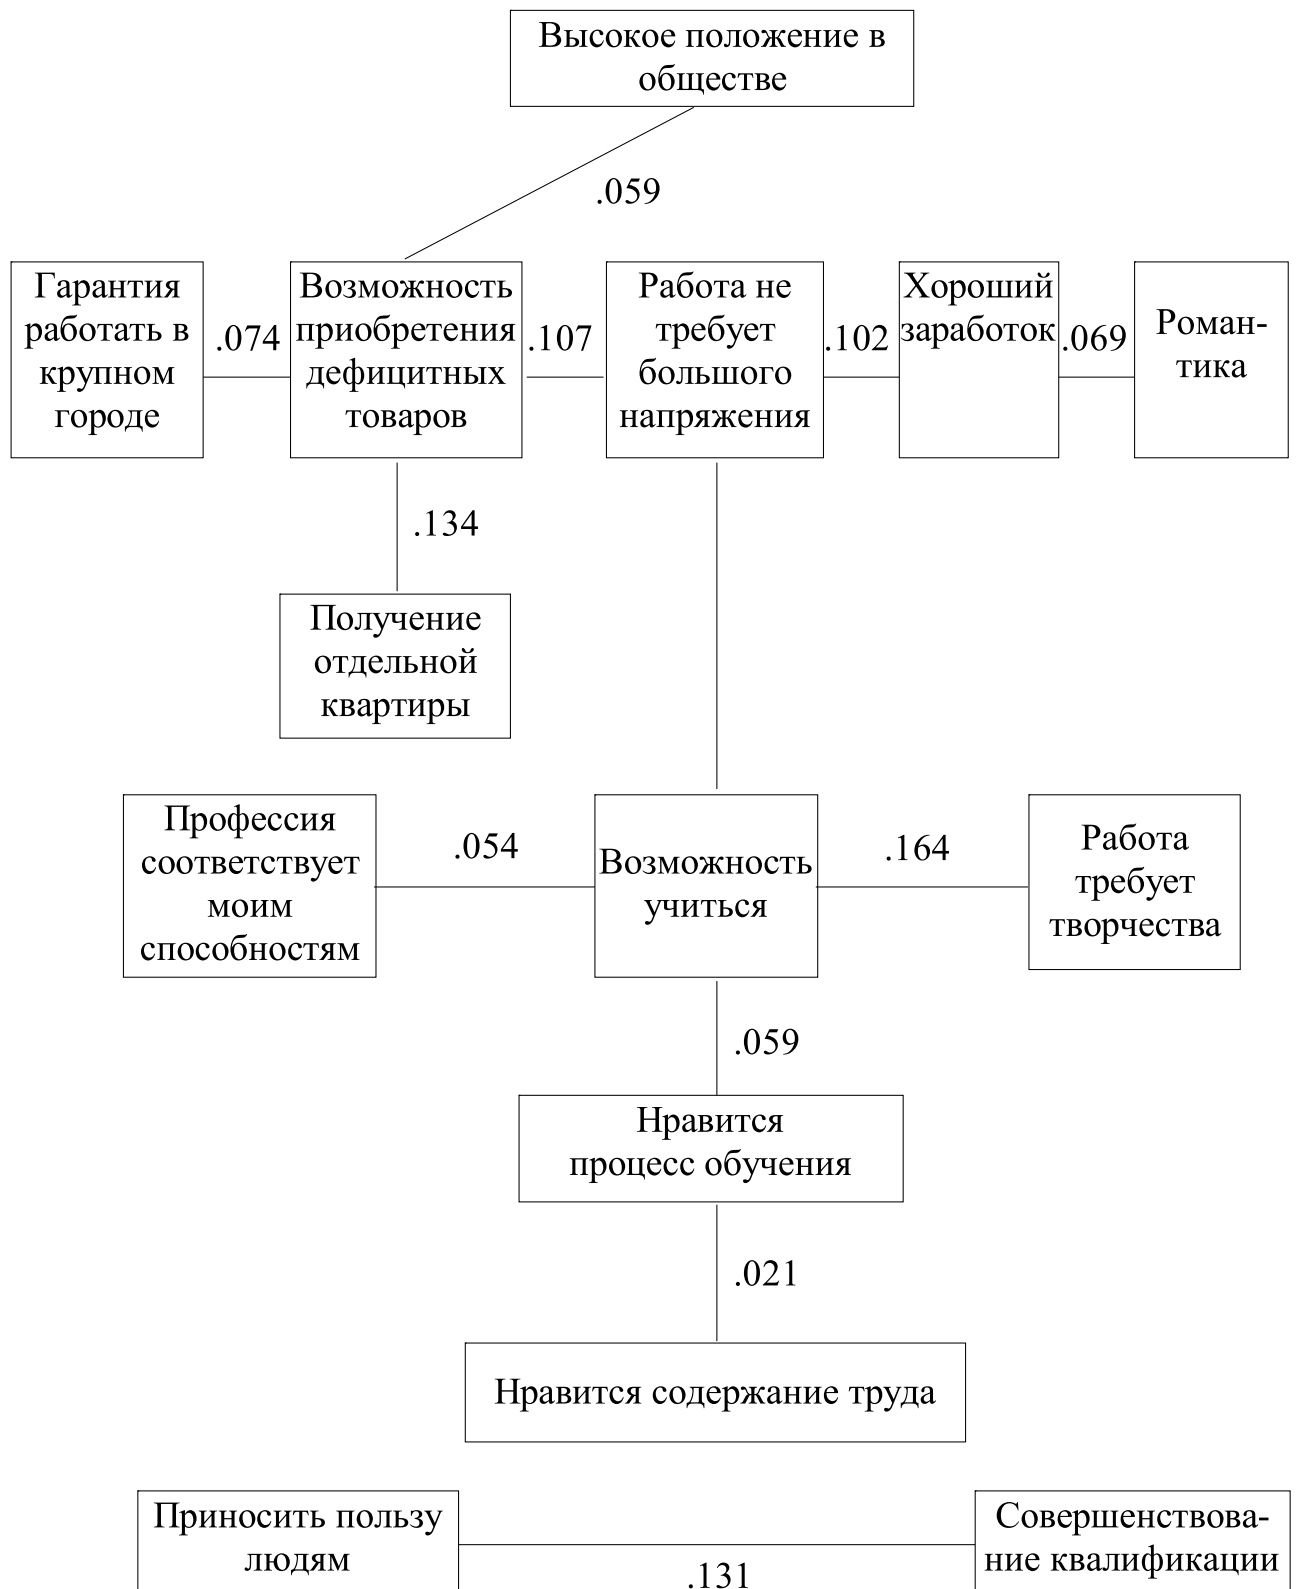 Высокое положение в
обществе
.059
Гарантия
работать в
крупном
городе
.074
Возможность
приобретения
дефицитных
товаров
.107
Работа не
требует
большого
напряжения
.102
Хороший
заработок
.069
Роман-
тика
.134
Получение
отдельной
квартиры
Профессия
соответствует
моим
способностям
.054
Возможность
учиться
.164
Работа
требует
творчества
.059
Нравится
процесс обучения
.021
Нравится содержание труда
Приносить пользу
людям
.131
Совершенствова-
ние квалификации